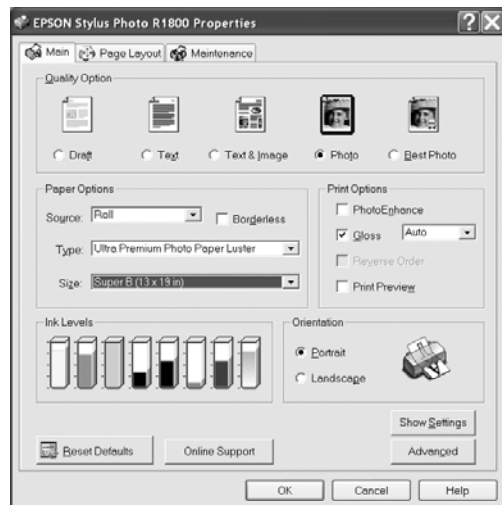 EPSON Stylus Photo R1800 Properties
Main Page Layout Maintenance
Quality Option
Draft Text Text & Image Photo Best Photo
Paper Options
Source: Roll Borderless
Type: Ultra Premium Photo Paper Luster
Size: Super B (13 x 19 in)
Print Options
PhotoEnhance
Gloss Auto
Reverse Order
Print Preview
Ink Levels
Orientation
Portrait
Landscape
Show Settings
Reset Defaults Online Support Advanced
OK Cancel Help